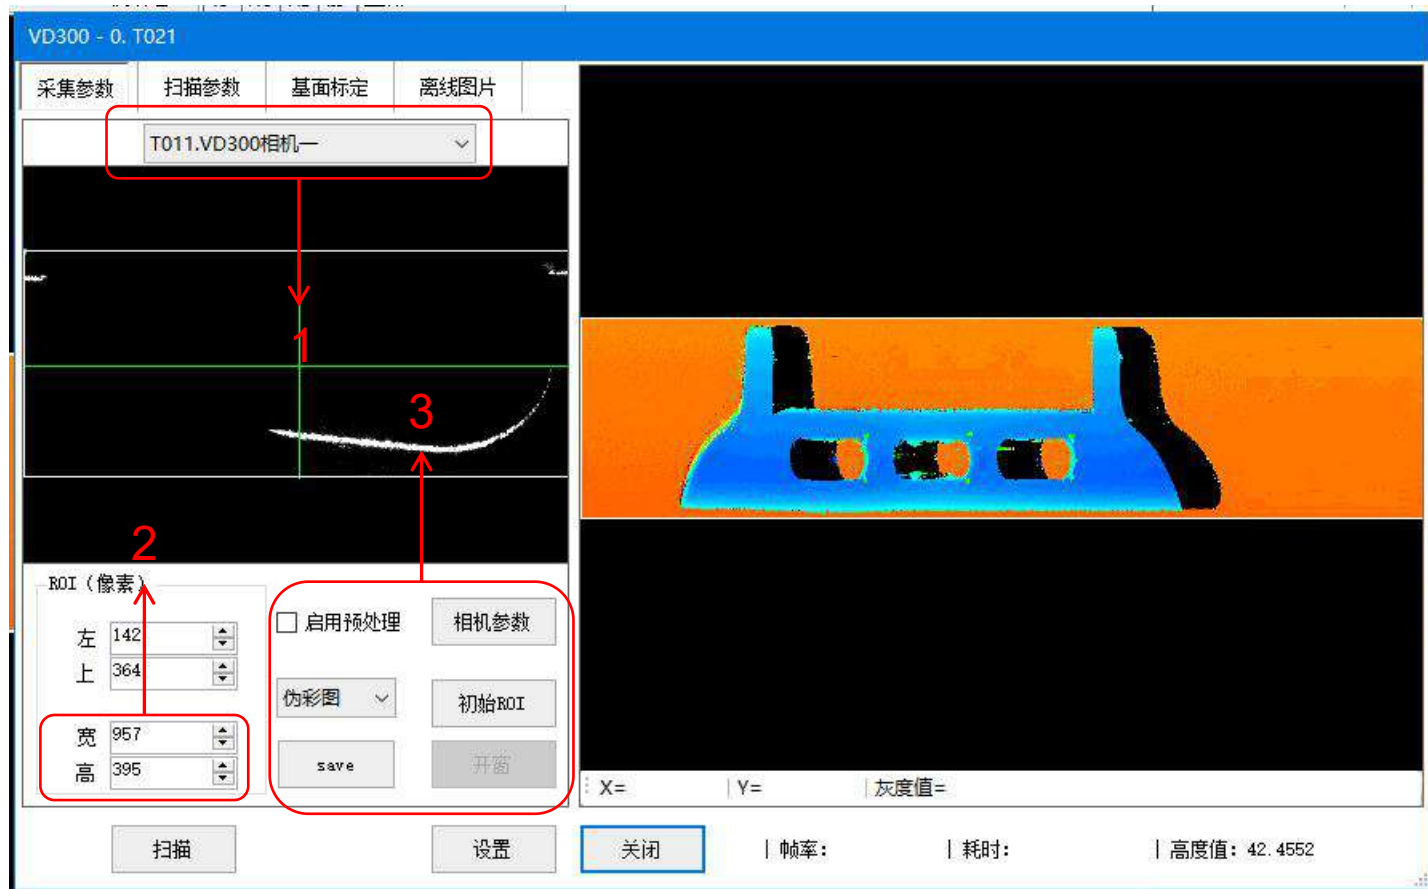 VD300 - 0. T021
采集参数 扫描参数 基面标定 离线图片
T011.VD300相机一
1
3
2
ROI（像素）
左 142
上 364
宽 957
高 395
启用预处理 相机参数
伪彩图 初始ROI
save 开窗
X= Y= 灰度值=
扫描 设置 关闭 | 帧率: | 耗时: | 高度值: 42.4552